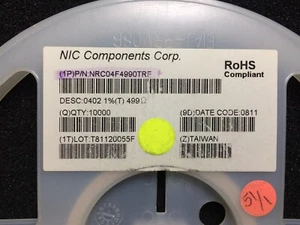 NIC Components Corp.
RoHS
Compliant
(1P)P/N:NRC04F4990TRF
DESC:0402 1%(T) 499Ω
(Q)QTY:10000
(9D)DATE CODE:0811
(1T)LOT:T81120055F
(Z)TAIWAN
51/1